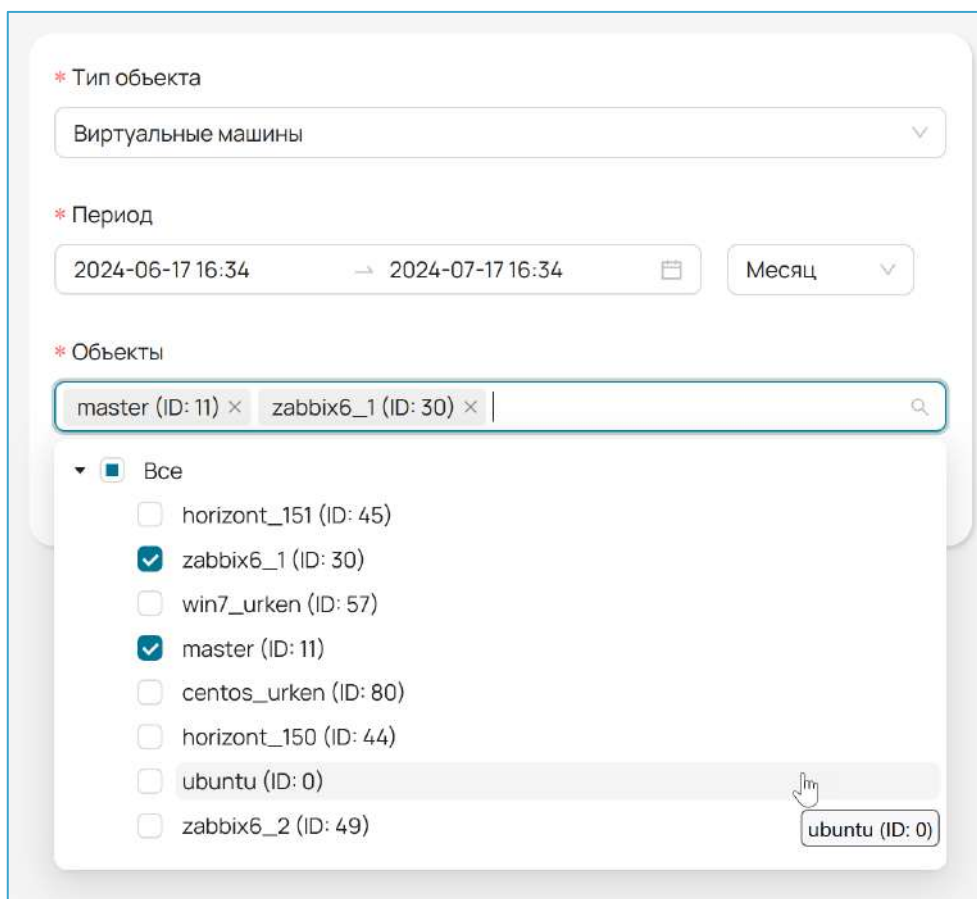 * Тип объекта
Виртуальные машины
* Период
2024-06-17 16:34 → 2024-07-17 16:34 Месяц
* Объекты
master (ID: 11) × zabbix6_1 (ID: 30) ×
Все
horizont_151 (ID: 45)
zabbix6_1 (ID: 30)
win7_urken (ID: 57)
master (ID: 11)
centos_urken (ID: 80)
horizont_150 (ID: 44)
ubuntu (ID: 0)
zabbix6_2 (ID: 49)
ubuntu (ID: 0)